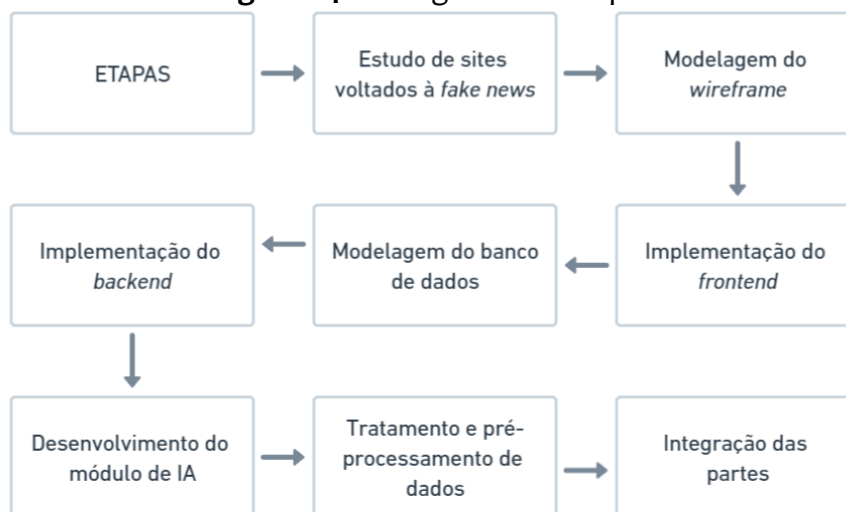 ETAPAS
Estudo de sites
voltados à fake news
Modelagem do
wireframe
Implementação do
backend
Modelagem do banco
de dados
Implementação do
frontend
Desenvolvimento do
módulo de IA
Tratamento e pré-
processamento de
dados
Integração das
partes